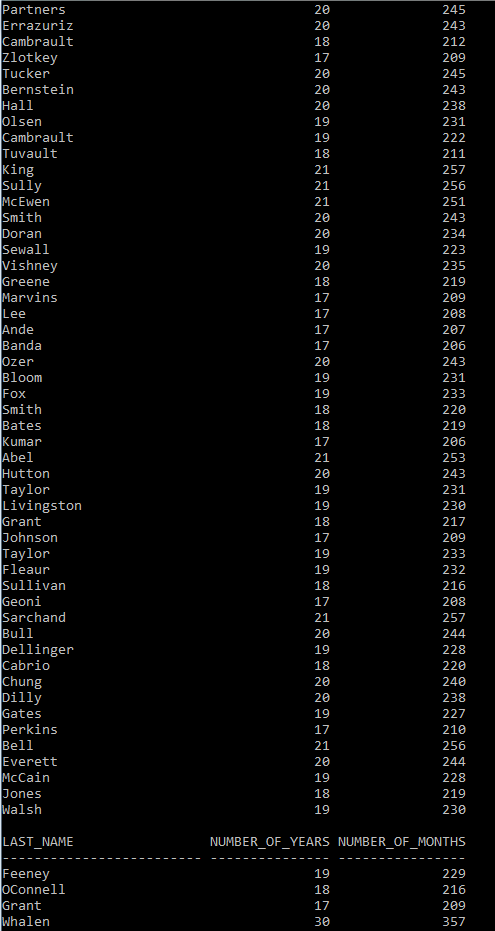 Partners 20 245
Errazuriz 20 243
Cambrault 18 212
Zlotkey 17 209
Tucker 20 245
Bernstein 20 243
Hall 20 238
Olsen 19 231
Cambrault 19 222
Tuvault 18 211
King 21 257
Sully 21 256
McEwen 21 251
Smith 20 243
Doran 20 234
Sewall 19 223
Vishney 20 235
Greene 18 219
Marvins 17 209
Lee 17 208
Ande 17 207
Banda 17 206
Ozer 20 243
Bloom 19 231
Fox 19 233
Smith 18 220
Bates 18 219
Kumar 17 206
Abel 21 253
Hutton 20 243
Taylor 19 231
Livingston 19 230
Grant 18 217
Johnson 17 209
Taylor 19 233
Fleaur 19 232
Sullivan 18 216
Geoni 17 208
Sarchand 21 257
Bull 20 244
Dellinger 19 228
Cabrio 18 220
Chung 20 240
Dilly 20 238
Gates 19 227
Perkins 17 210
Bell 21 256
Everett 20 244
McCain 19 228
Jones 18 219
Walsh 19 230
LAST_NAME NUMBER_OF_YEARS NUMBER_OF_MONTHS
------------------------- --------------- ----------------
Feeney 19 229
OConnell 18 216
Grant 17 209
Whalen 30 357